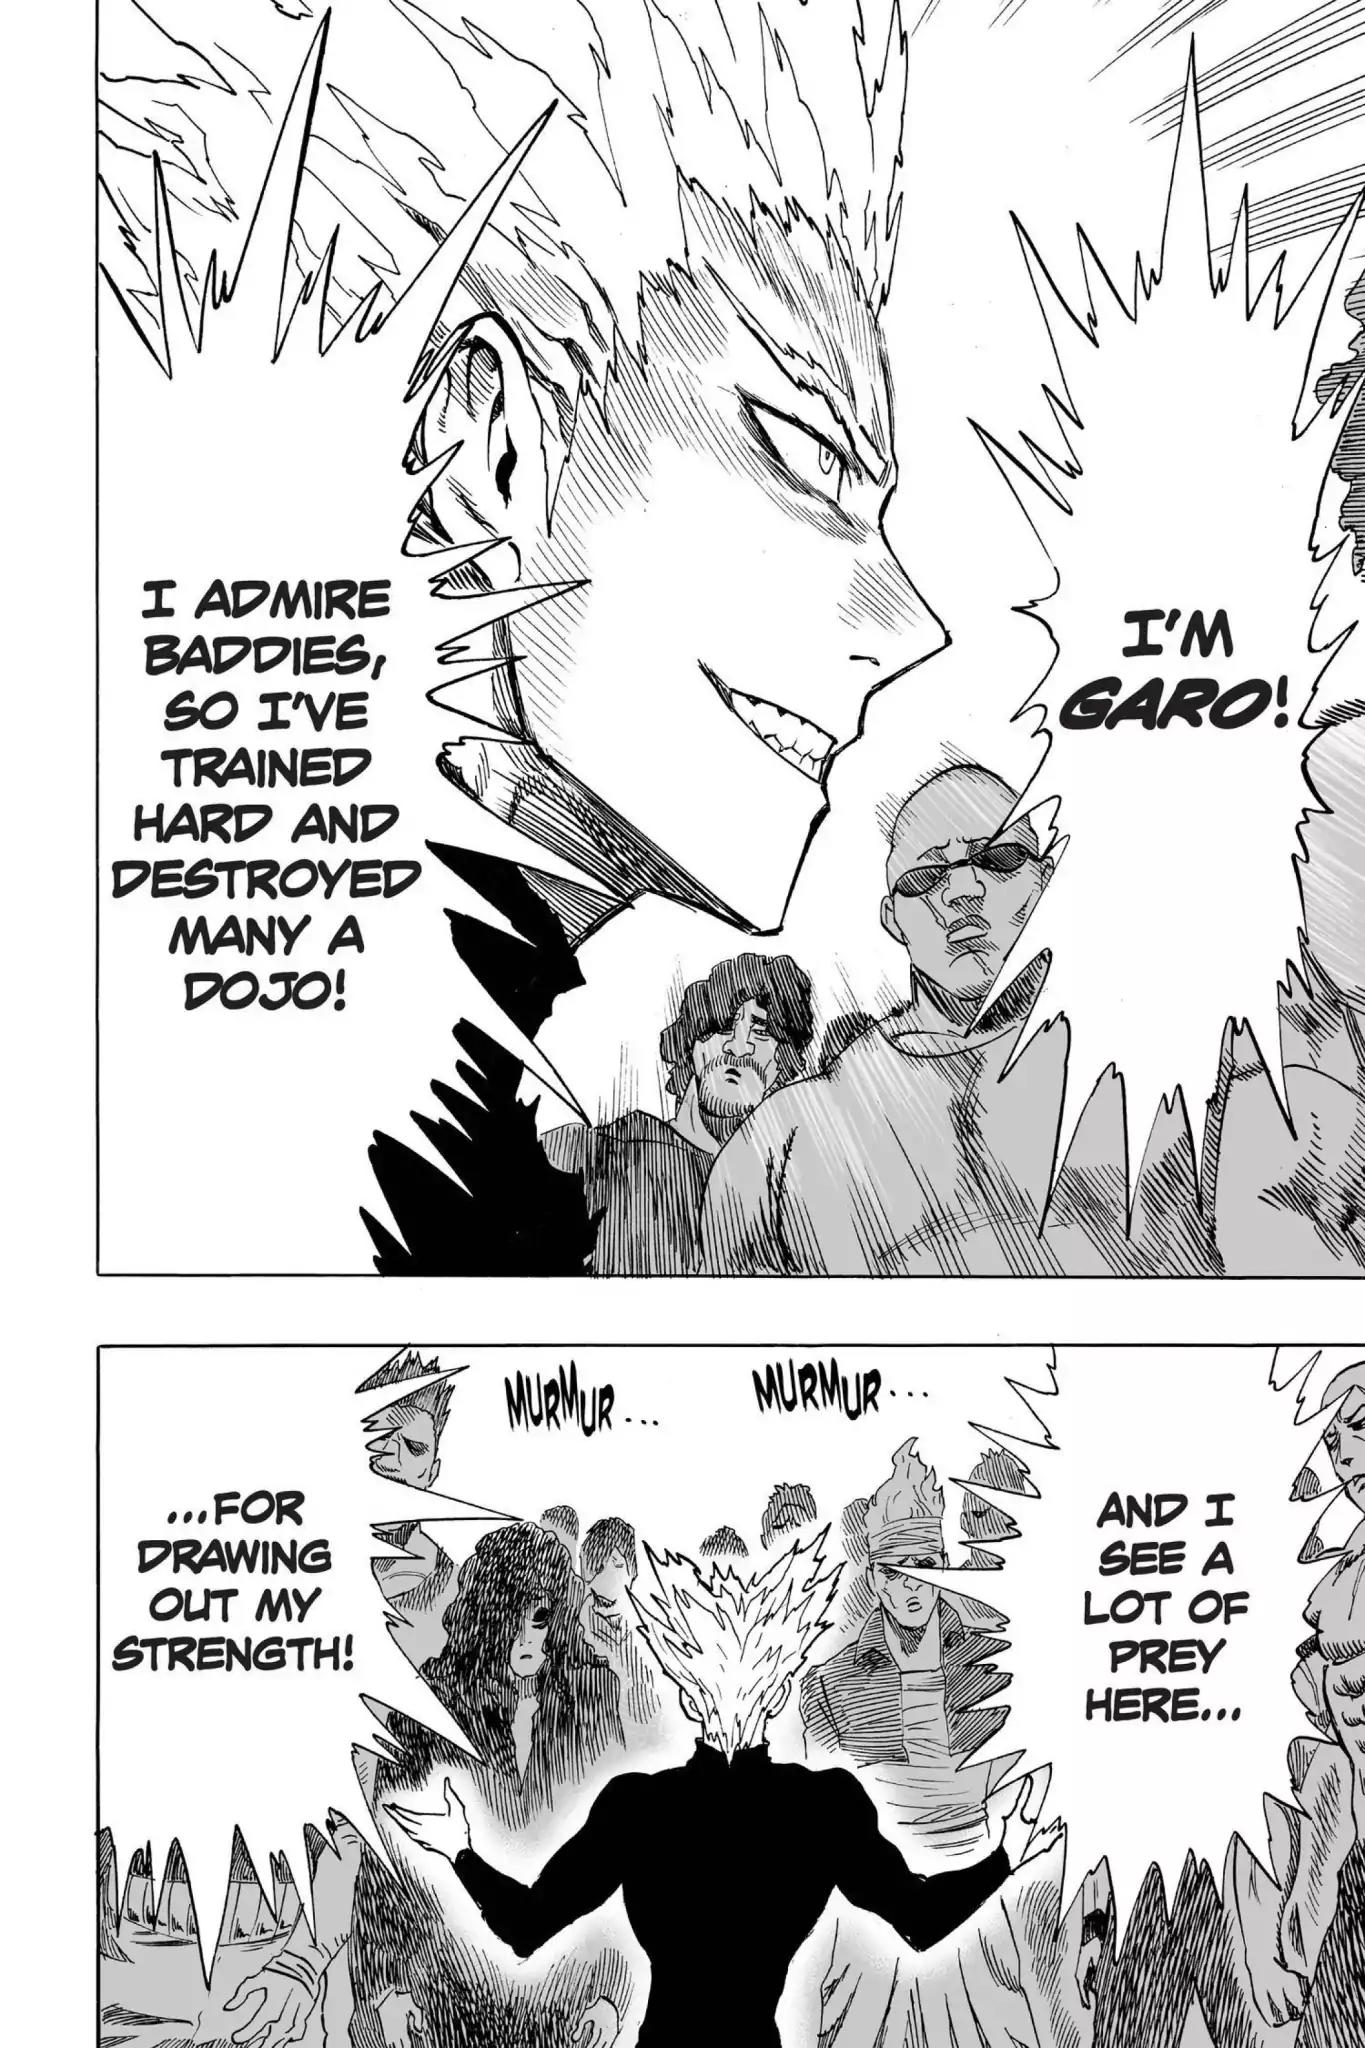 I'M
GARO!
I ADMIRE
BADDIES,
SO I'VE
TRAINED
HARD AND
DESTROYED
MANY A
DOJO!
MURMUR...
MURMUR...
AND I
SEE A
LOT OF
PREY
HERE...
...FOR
DRAWING
OUT MY
STRENGTH!